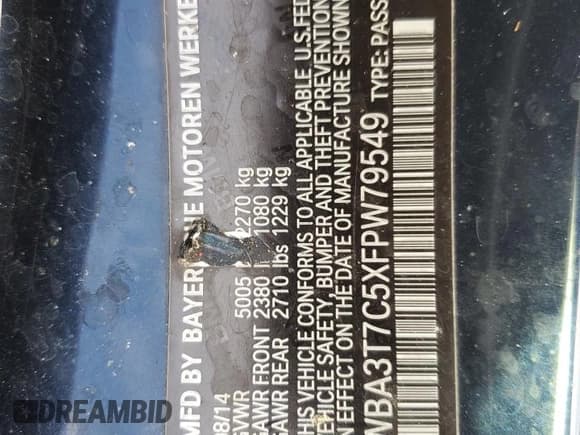 MFD BY BAYER HE MOTOREN WERKE
08/14
GVWR 5005 2270 kg
GAWR FRONT 2380 1080 kg
GAWR REAR 2710 lbs 1229 kg
THIS VEHICLE CONFORMS TO ALL APPLICABLE U.S.FED
VEHICLE SAFETY, BUMPER AND THEFT PREVENTION
IN EFFECT ON THE DATE OF MANUFACTURE SHOWN
WBA3T7C5XFPW79549 TYPE: PASS
DREAMBID